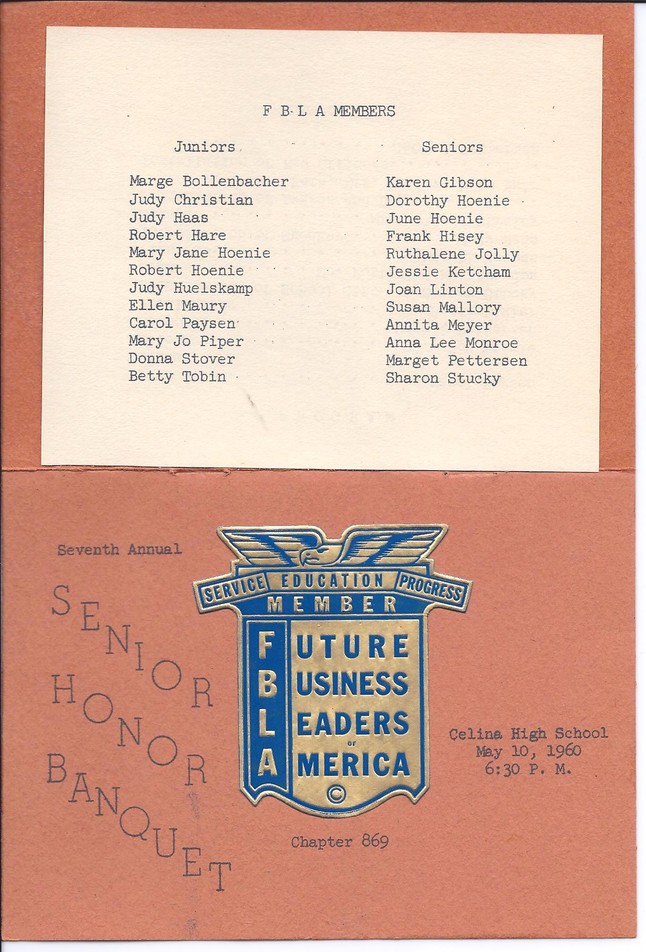 F B L A MEMBERS
Juniors
Marge Bollenbacher
Judy Christian
Judy Haas
Robert Hare
Mary Jane Hoenie
Robert Hoenie
Judy Huelskamp
Ellen Maury
Carol Paysen
Mary Jo Piper
Donna Stover
Betty Tobin
Seniors
Karen Gibson
Dorothy Hoenie
June Hoenie
Frank Hisey
Ruthalene Jolly
Jessie Ketcham
Joan Linton
Susan Mallory
Annita Meyer
Anna Lee Monroe
Marget Pettersen
Sharon Stucky
Seventh Annual
SENIOR
HONOR
BANQUET
SERVICE EDUCATION PROGRESS
MEMBER
FUTURE
BUSINESS
LEADERS
OF
AMERICA
©
Chapter 869
Celina High School
May 10, 1960
6:30 P. M.